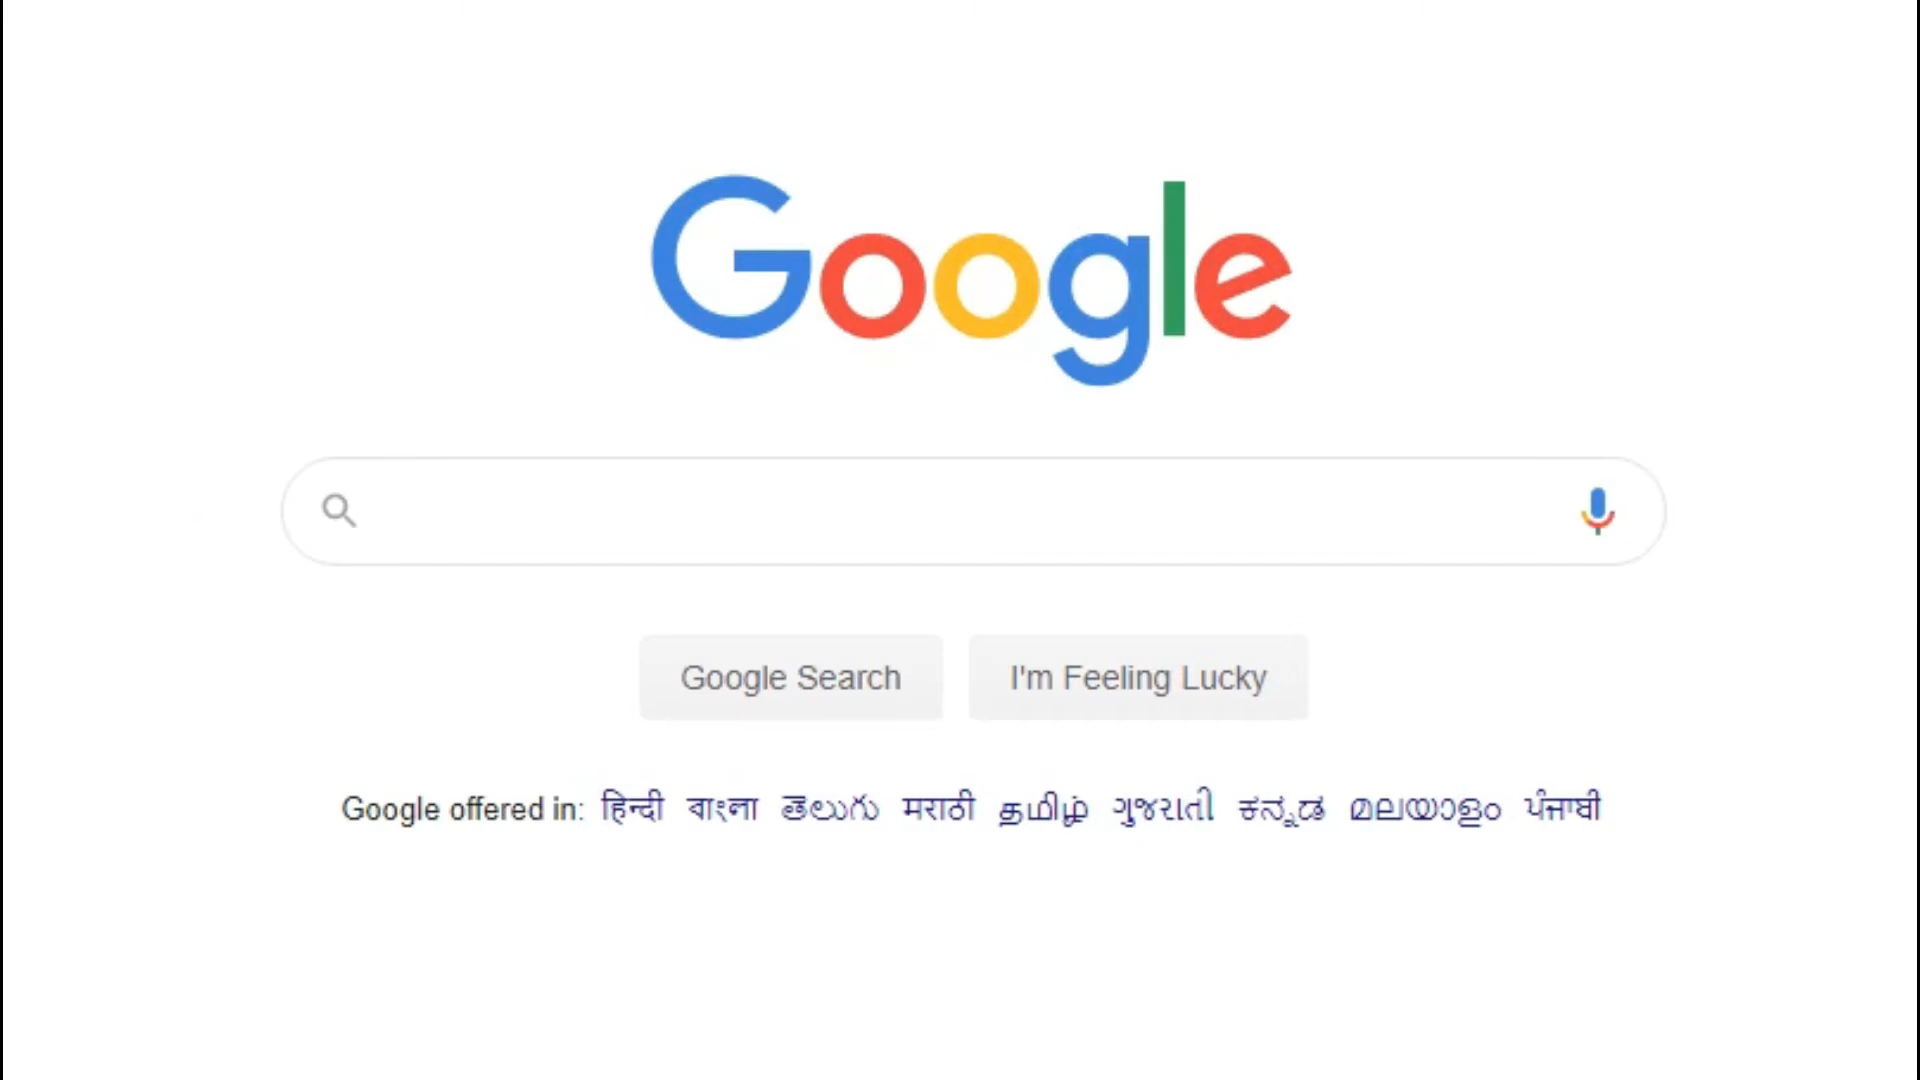 Google
Google Search I'm Feeling Lucky
Google offered in: हिन्दी বাংলা తెలుగు मराठी தமிழ் ગુજરાતી ಕನ್ನಡ മലയാളം ਪੰਜਾਬੀ